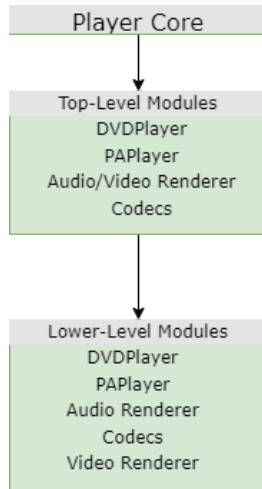 Player Core
Top-Level Modules
DVDPlayer
PAPlayer
Audio/Video Renderer
Codecs
Lower-Level Modules
DVDPlayer
PAPlayer
Audio Renderer
Codecs
Video Renderer